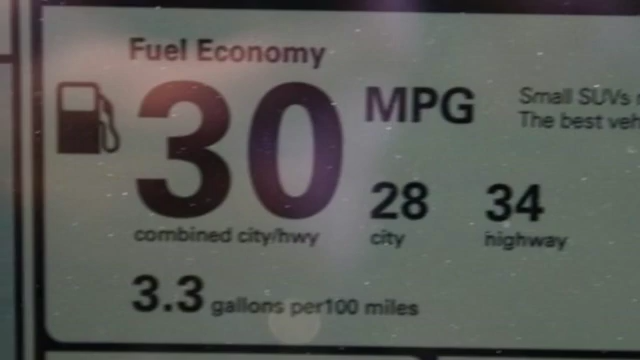 Fuel Economy
30 MPG
Small SUVs
The best veh
28 city
34 highway
combined city/hwy
3.3 gallons per100 miles